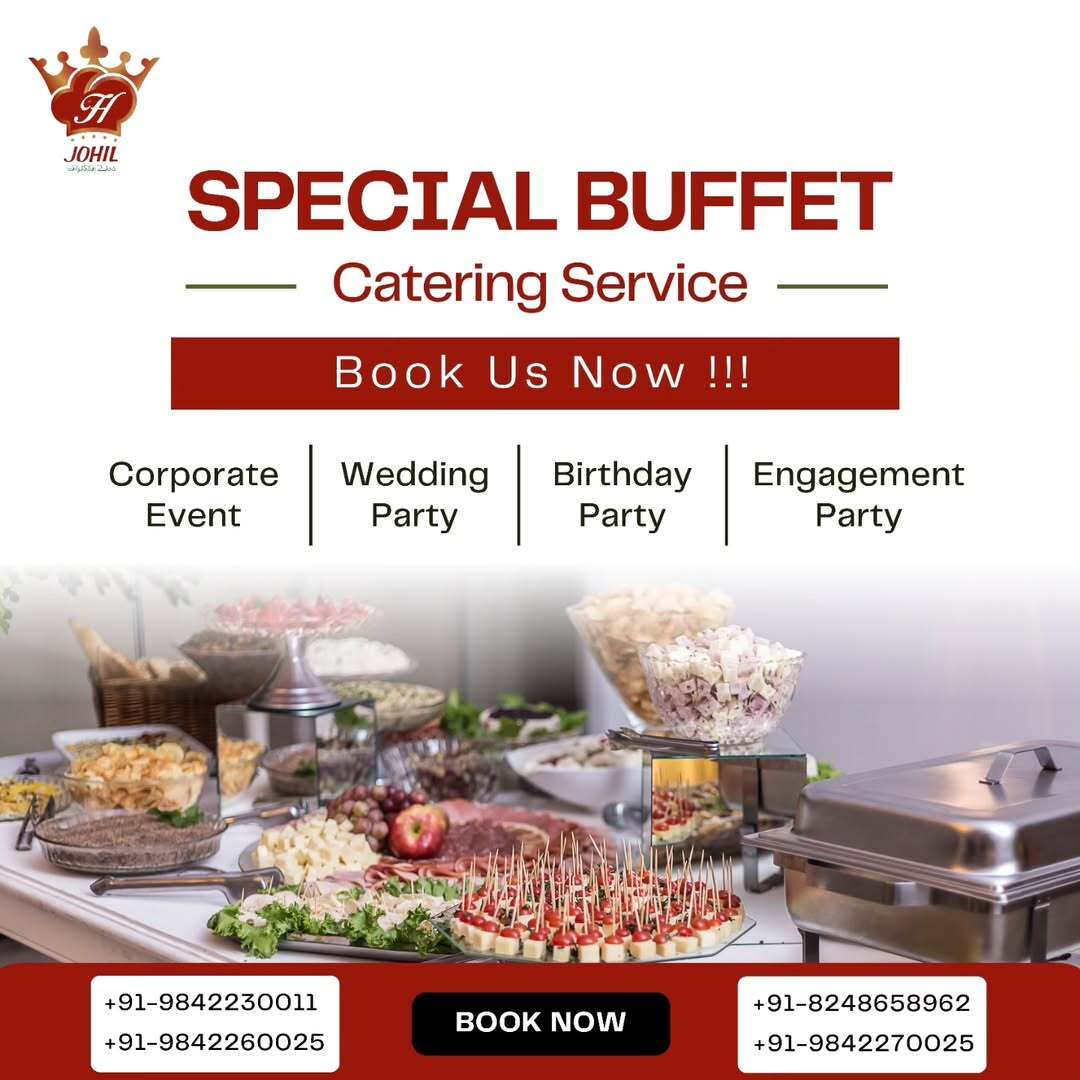 H
JOHIL
SPECIAL BUFFET
Catering Service
Book Us Now !!!
Corporate
Event
Wedding
Party
Birthday
Party
Engagement
Party
+91-9842230011
+91-9842260025
BOOK NOW
+91-8248658962
+91-9842270025